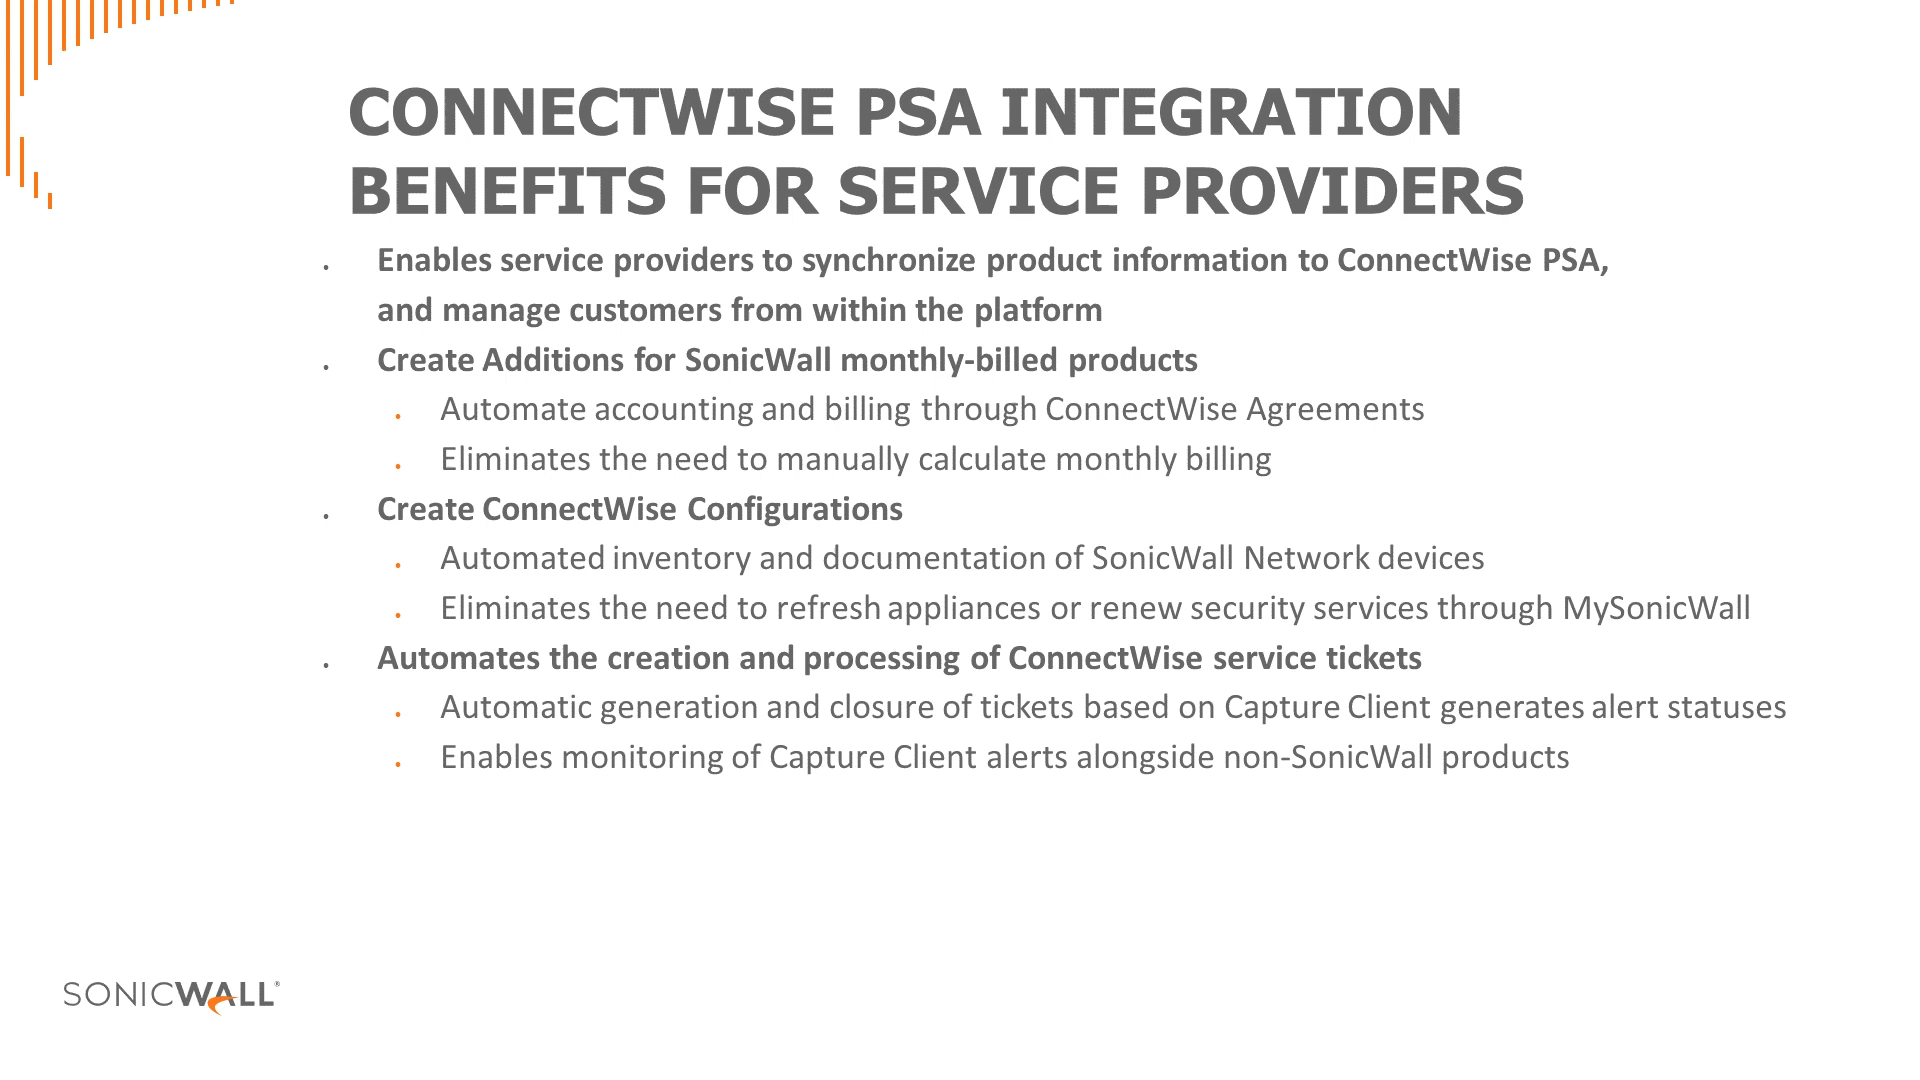 CONNECTWISE PSA INTEGRATION
BENEFITS FOR SERVICE PROVIDERS
• Enables service providers to synchronize product information to ConnectWise PSA,
and manage customers from within the platform
• Create Additions for SonicWall monthly-billed products
• Automate accounting and billing through ConnectWise Agreements
• Eliminates the need to manually calculate monthly billing
• Create ConnectWise Configurations
• Automated inventory and documentation of SonicWall Network devices
• Eliminates the need to refresh appliances or renew security services through MySonicWall
• Automates the creation and processing of ConnectWise service tickets
• Automatic generation and closure of tickets based on Capture Client generates alert statuses
• Enables monitoring of Capture Client alerts alongside non-SonicWall products
SONICWALL®